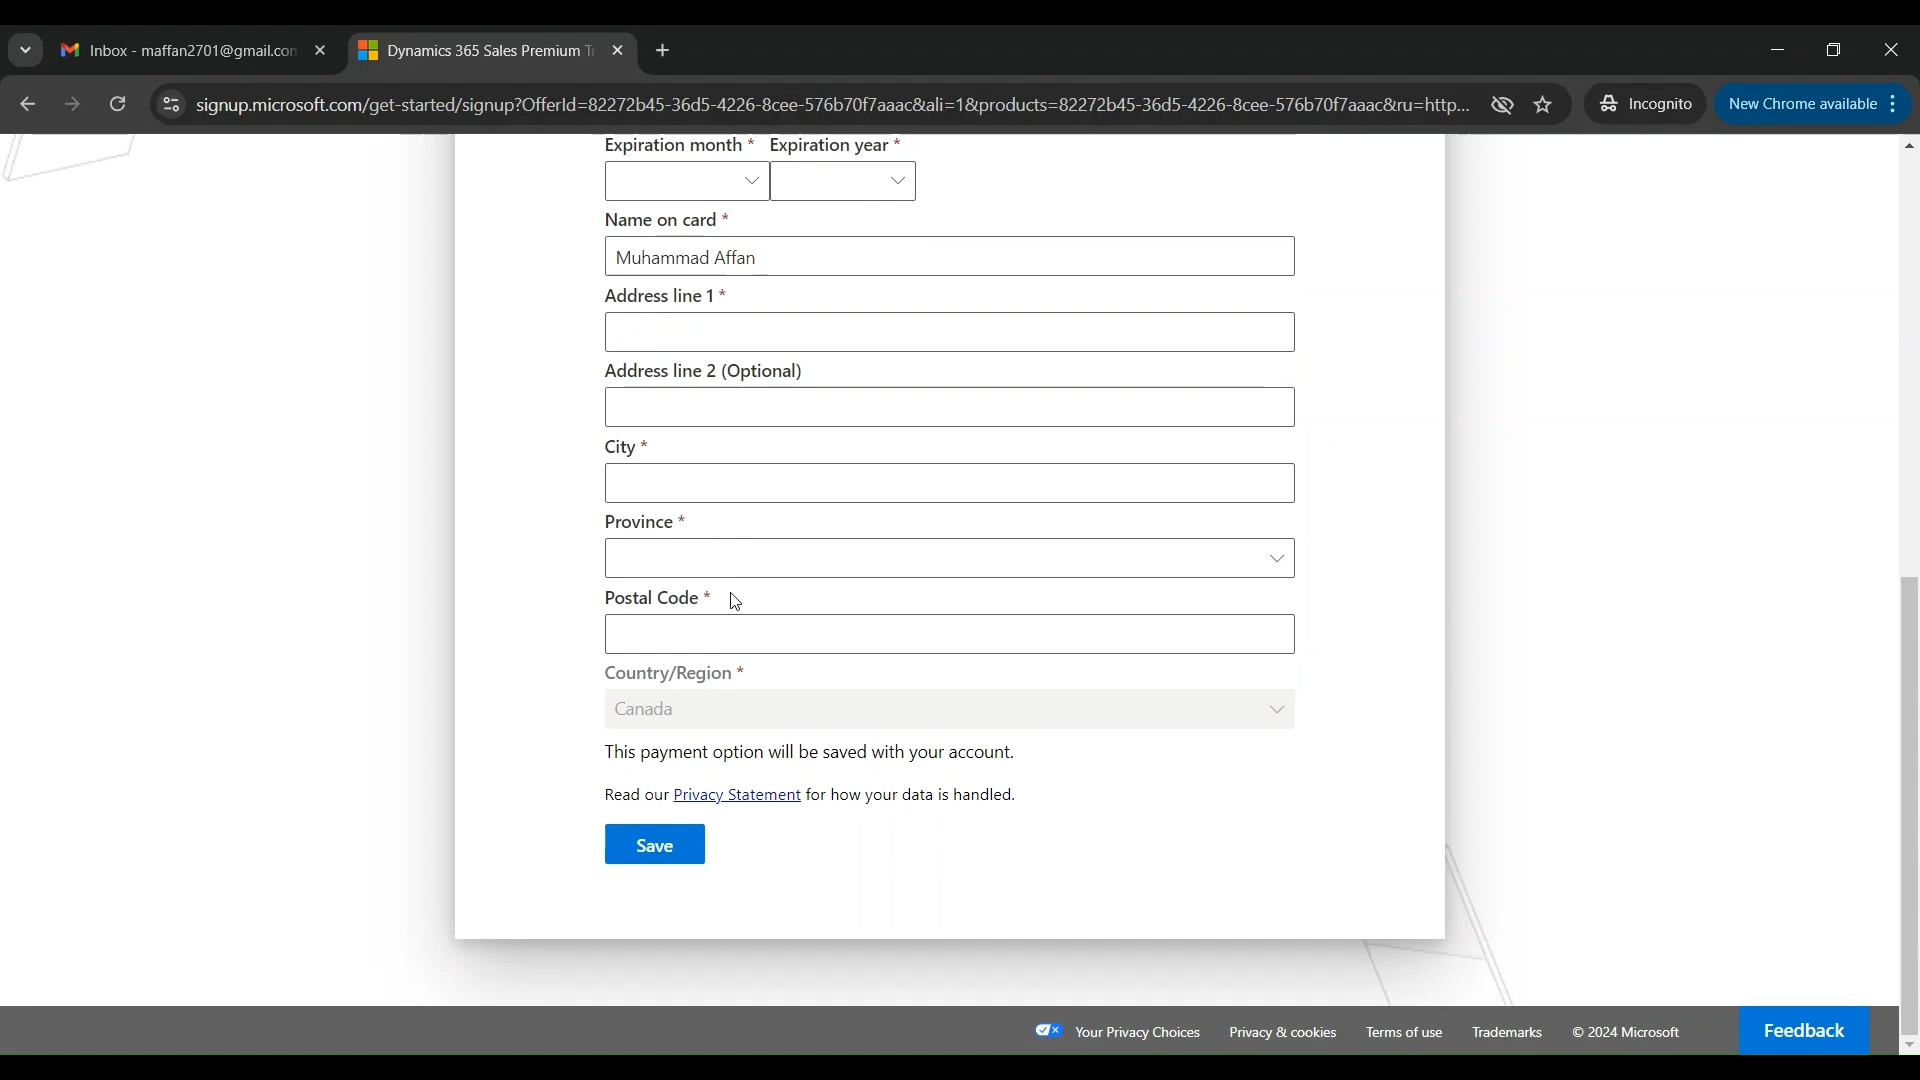 Inbox - maffan2701@gmail.con
Dynamics 365 Sales Premium Tr
signup.microsoft.com/get-started/signup?OfferId=82272b45-36d5-4226-8cee-576b70f7aaac&ali=1&products=82272b45-36d5-4226-8cee-576b70f7aaac&ru=http...
Incognito
New Chrome available
Expiration month * Expiration year *
Name on card *
Muhammad Affan
Address line 1 *
Address line 2 (Optional)
City *
Province *
Postal Code *
Country/Region *
Canada
This payment option will be saved with your account.
Read our Privacy Statement for how your data is handled.
Save
Your Privacy Choices Privacy & cookies Terms of use Trademarks © 2024 Microsoft
Feedback